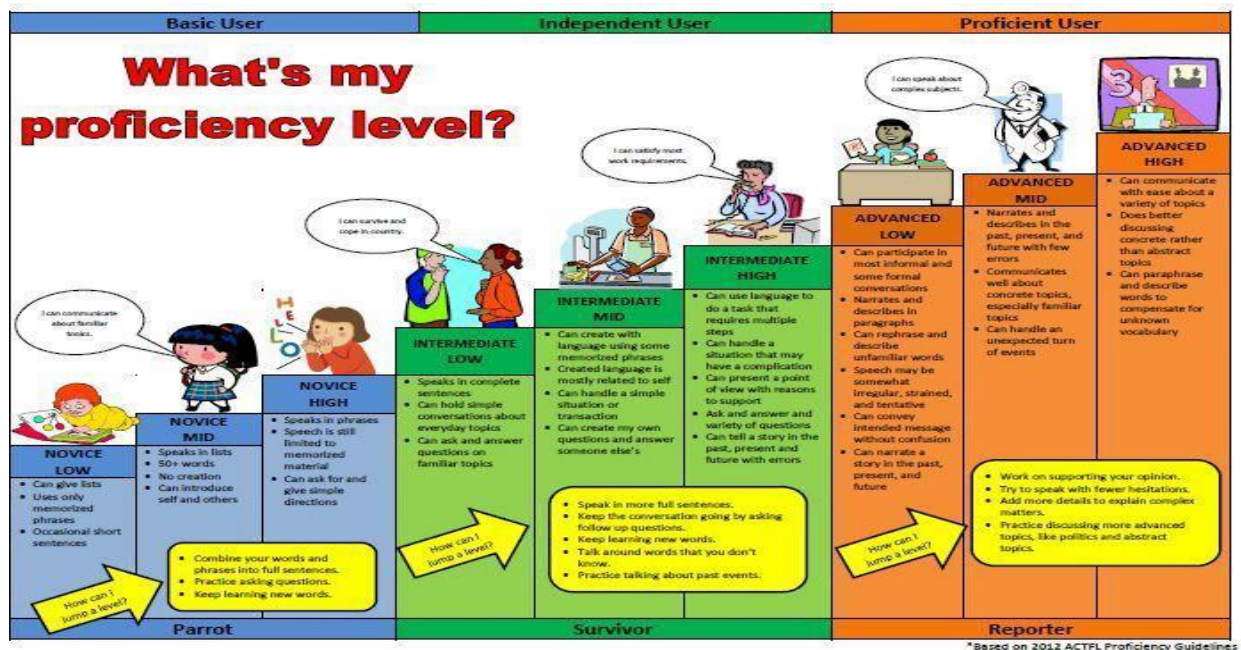 Basic User
Independent User
Proficient User
What's my
proficiency level?
I can communicate
about familiar
I can survive and
cope in country.
I can satisfy most
work requirements.
I can speak about
complex subjects.
HELLO
31
NOVICE
LOW
• Can give lists
• Uses only
memorized
phrases
• Occasional short
sentences
NOVICE
MID
• Speaks in lists
• 50+ words
• No creation
• Can introduce
self and others
NOVICE
HIGH
• Speaks in phrases
• Speech is still
limited to
memorized
material
• Can ask for and
give simple
directions
How can I
jump a level?
• Combine your words and
phrases into full sentences.
• Practice asking questions.
• Keep learning new words.
INTERMEDIATE
LOW
• Speaks in complete
sentences
• Can hold simple
conversations about
everyday topics
• Can ask and answer
questions on
familiar topics
INTERMEDIATE
MID
• Can create with
language using some
memorized phrases
• Created language is
mostly related to self
• Can handle a simple
situation or
transaction
• Can create my own
questions and answer
someone else's
INTERMEDIATE
HIGH
• Can use language to
do a task that
requires multiple
steps
• Can handle a
situation that may
have a complication
• Can present a point
of view with reasons
to support
• Ask and answer and
variety of questions
• Can tell a story in the
past, present and
future with errors
How can I
jump a level?
• Speak in more full sentences.
• Keep the conversation going by asking
follow up questions.
• Keep learning new words.
• Talk around words that you don't
know.
• Practice talking about past events.
ADVANCED
LOW
• Can participate in
most informal and
some formal
conversations
• Narrates and
describes in
paragraphs
• Can rephrase and
describe
unfamiliar words
• Speech may be
somewhat
irregular, strained,
and tentative
• Can convey
intended message
without confusion
• Can narrate a
story in the past,
present, and
future
ADVANCED
MID
• Narrates and
describes in the
past, present, and
future with few
errors
• Communicates
well about
concrete topics,
especially familiar
topics
• Can handle an
unexpected turn
of events
ADVANCED
HIGH
• Can communicate
with ease about a
variety of topics
• Does better
discussing
concrete rather
than abstract
topics
• Can paraphrase
and describe
words to
compensate for
unknown
vocabulary
How can I
jump a level?
• Work on supporting your opinion.
• Try to speak with fewer hesitations.
• Add more details to explain complex
matters.
• Practice discussing more advanced
topics, like politics and abstract
topics.
Parrot
Survivor
Reporter
*Based on 2012 ACTFL Proficiency Guidelines